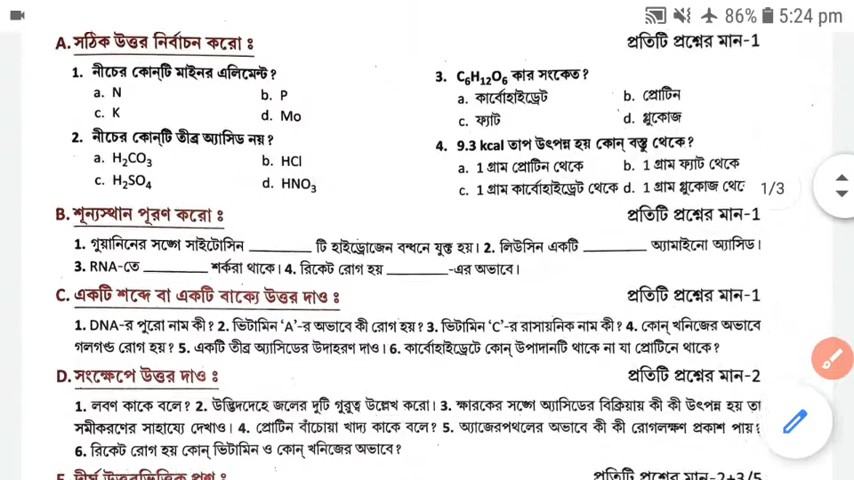 86% 5:24 pm
A. সঠিক উত্তর নির্বাচন করো ঃ প্রতিটি প্রশ্নের মান-1
1. নীচের কোন্‌টি মাইনর এলিমেন্ট?
a. N b. P
c. K d. Mo
2. নীচের কোন্‌টি তীব্র অ্যাসিড নয়?
a. H₂CO₃ b. HCl
c. H₂SO₄ d. HNO₃
3. C₆H₁₂O₆ কার সংকেত?
a. কার্বোহাইড্রেট b. প্রোটিন
c. ফ্যাট d. গ্লুকোজ
4. 9.3 kcal তাপ উৎপন্ন হয় কোন্ বস্তু থেকে?
a. 1 গ্রাম প্রোটিন থেকে b. 1 গ্রাম ফ্যাট থেকে
c. 1 গ্রাম কার্বোহাইড্রেট থেকে d. 1 গ্রাম গ্লুকোজ থেে
1/3
B. শূন্যস্থান পূরণ করো ঃ প্রতিটি প্রশ্নের মান-1
1. গুয়ানিনের সঙ্গে সাইটোসিন ________ টি হাইড্রোজেন বন্ধনে যুক্ত হয়। 2. লিউসিন একটি ________ অ্যামাইনো অ্যাসিড।
3. RNA-তে ________ শর্করা থাকে। 4. রিকেট রোগ হয় ________-এর অভাবে।
C. একটি শব্দে বা একটি বাক্যে উত্তর দাও ঃ প্রতিটি প্রশ্নের মান-1
1. DNA-র পুরো নাম কী? 2. ভিটামিন ‘A’-র অভাবে কী রোগ হয়? 3. ভিটামিন ‘C’-র রাসায়নিক নাম কী? 4. কোন্ খনিজের অভাবে
গলগণ্ড রোগ হয়? 5. একটি তীব্র অ্যাসিডের উদাহরণ দাও। 6. কার্বোহাইড্রেটে কোন্ উপাদানটি থাকে না যা প্রোটিনে থাকে?
D. সংক্ষেপে উত্তর দাও ঃ প্রতিটি প্রশ্নের মান-2
1. লবণ কাকে বলে? 2. উদ্ভিদদেহে জলের দুটি গুরুত্ব উল্লেখ করো। 3. ক্ষারকের সঙ্গে অ্যাসিডের বিক্রিয়ায় কী কী উৎপন্ন হয় তা
সমীকরণের সাহায্যে দেখাও। 4. প্রোটিন বাঁচোয়া খাদ্য কাকে বলে? 5. অ্যাজেরপথলের অভাবে কী কী রোগলক্ষণ প্রকাশ পায়?
6. রিকেট রোগ হয় কোন্ ভিটামিন ও কোন্ খনিজের অভাবে?